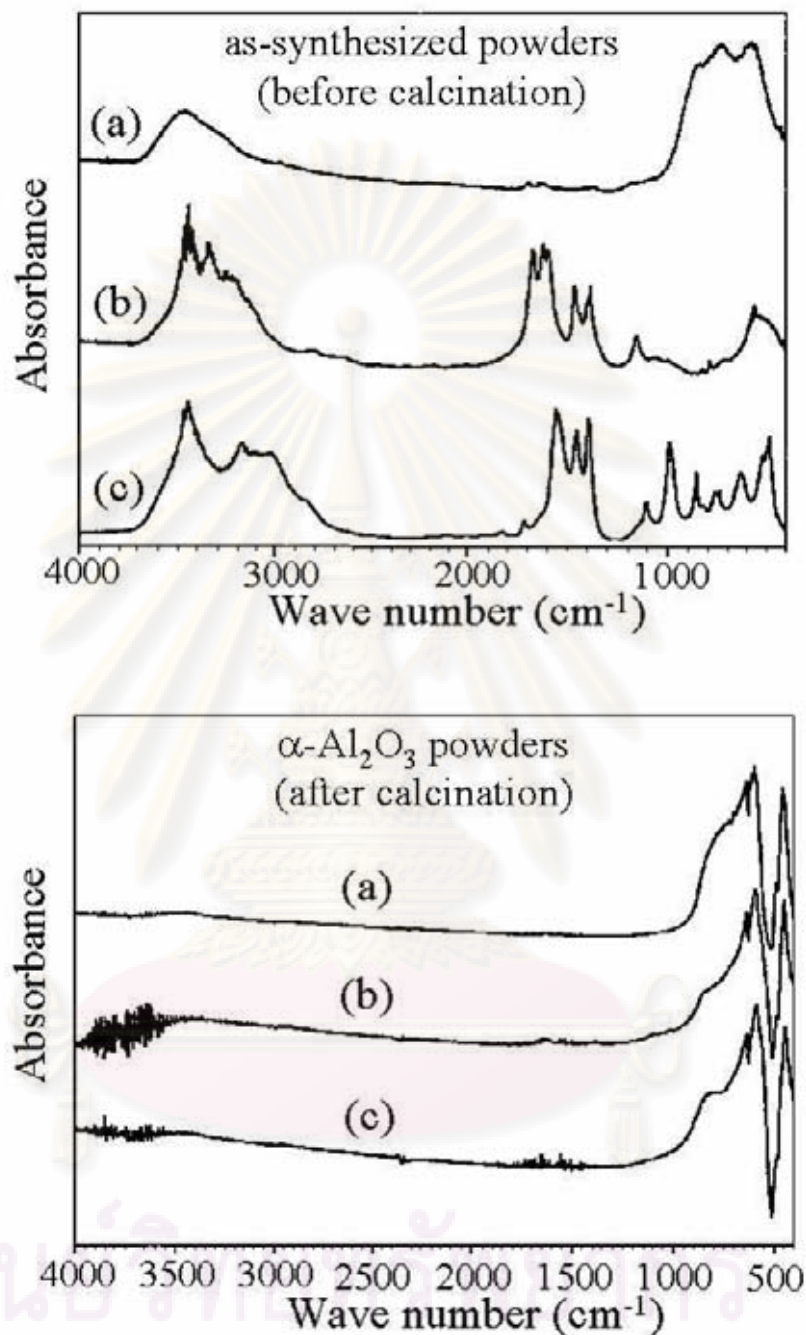 as-synthesized powders
(before calcination)
(a)
(b)
(c)
Absorbance
4000 3000 2000 1000
Wave number (cm⁻¹)
α-Al₂O₃ powders
(after calcination)
(a)
(b)
(c)
Absorbance
4000 3500 3000 2500 2000 1500 1000 500
Wave number (cm⁻¹)